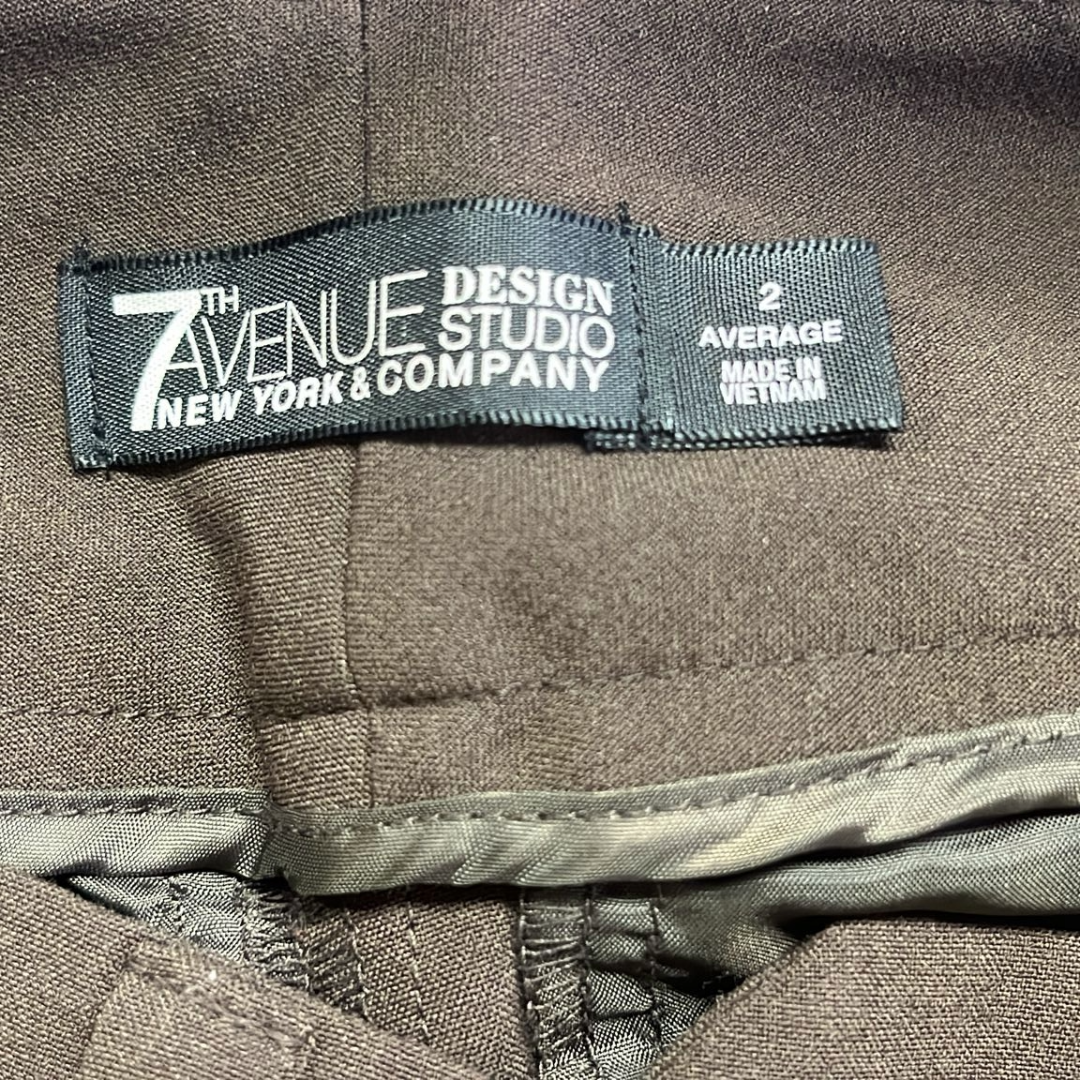 7TH AVENUE DESIGN STUDIO
NEW YORK & COMPANY
2
AVERAGE
MADE IN
VIETNAM